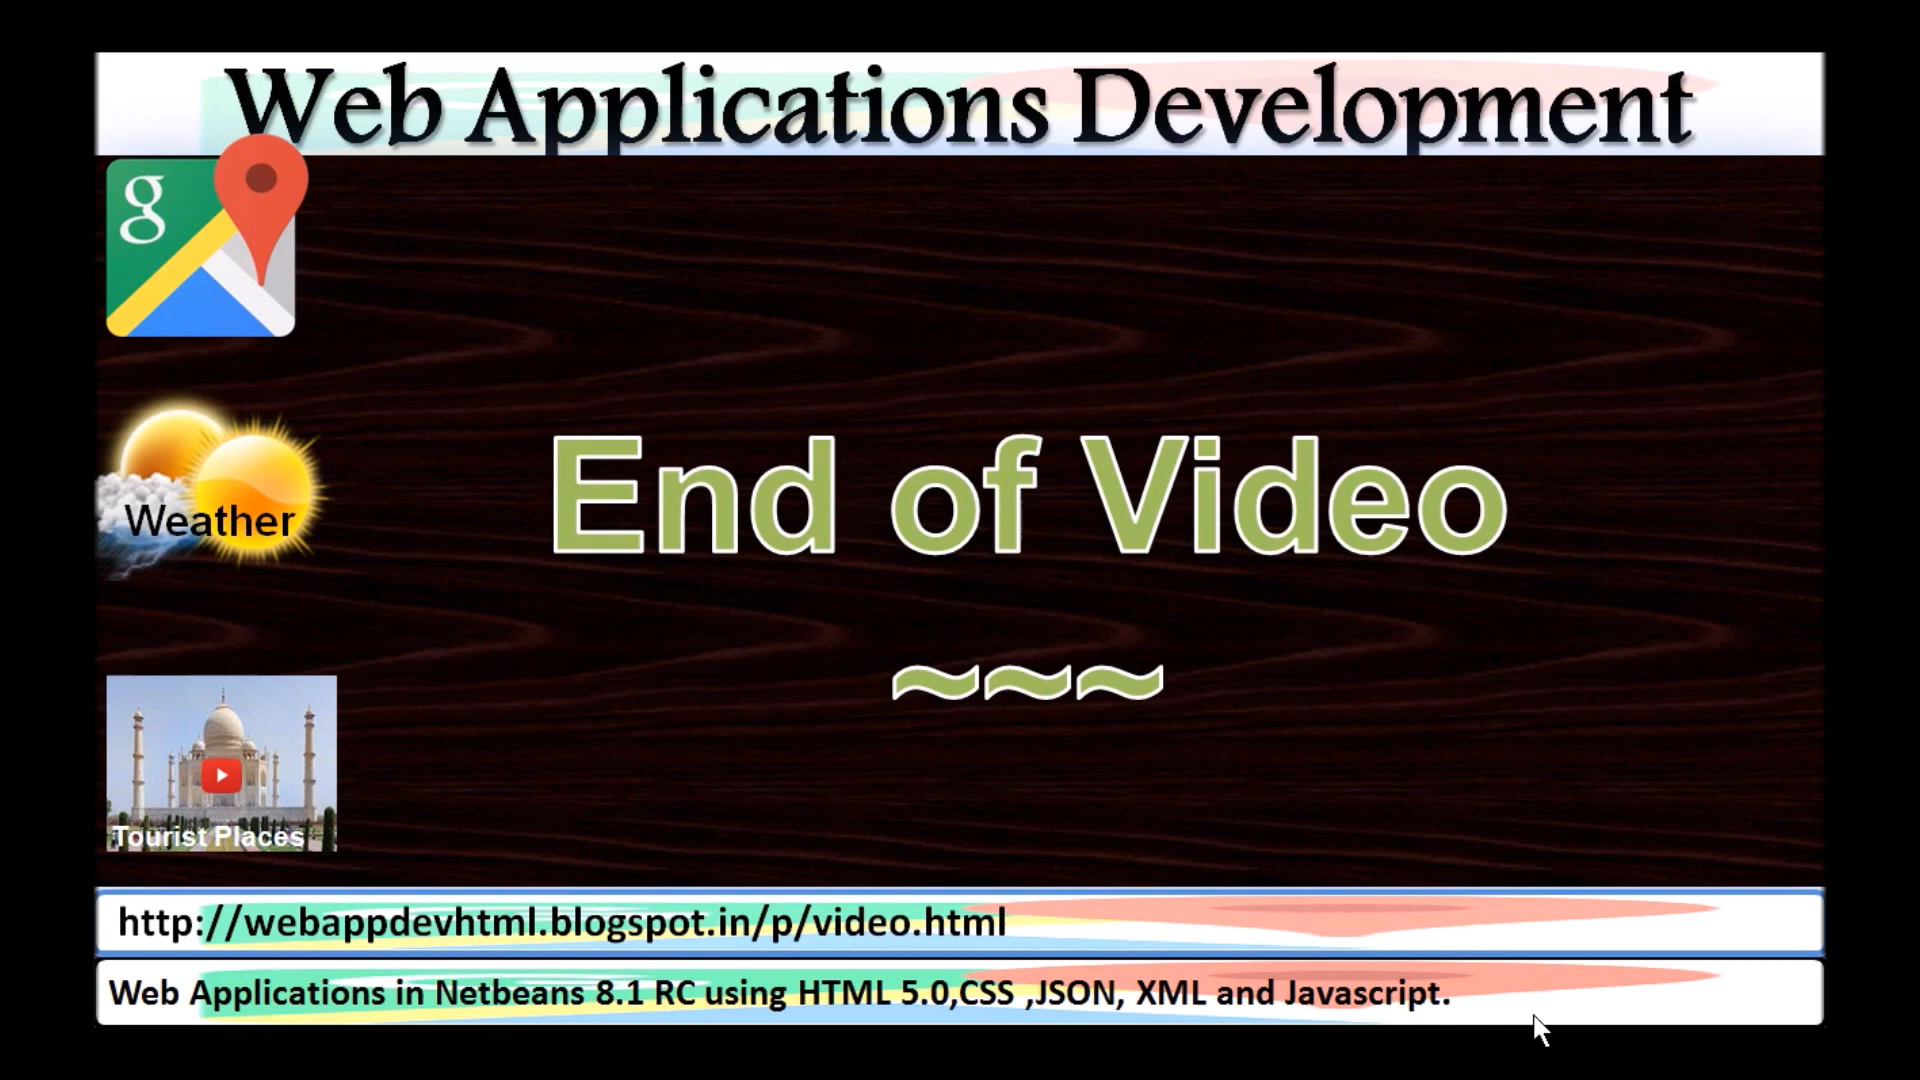 Web Applications Development
g
Weather
End of Video
~~~
Tourist Places
http://webappdevhtml.blogspot.in/p/video.html
Web Applications in Netbeans 8.1 RC using HTML 5.0,CSS ,JSON, XML and Javascript.